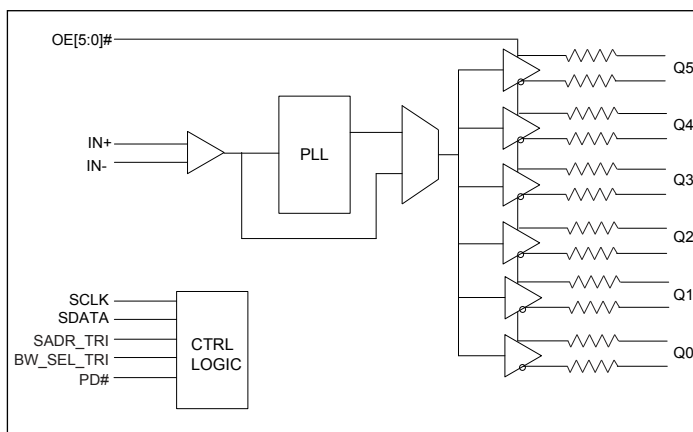 OE[5:0]#
Q5
Q4
IN+
IN-
PLL
Q3
Q2
SCLK
SDATA
SADR_TRI
BW_SEL_TRI
PD#
CTRL
LOGIC
Q1
Q0